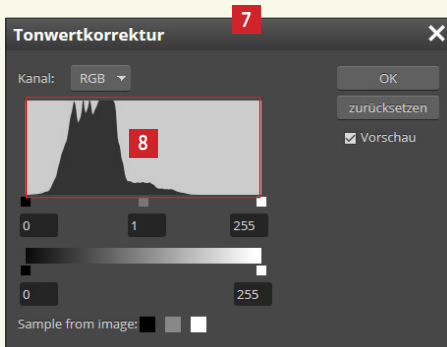 7
Tonwertkorrektur
Kanal: RGB OK
zurücksetzen
8 Vorschau
0 1 255
0 255
Sample from image: